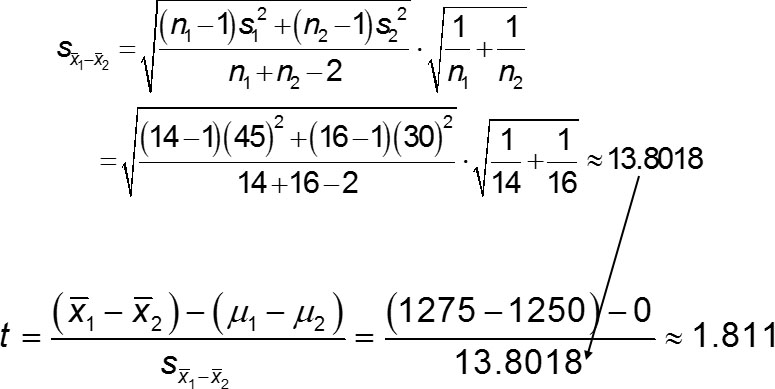 s_{x̄₁−x̄₂} = √(((n₁−1)s₁² + (n₂−1)s₂²)/(n₁+n₂−2)) · √(1/n₁ + 1/n₂)
= √(((14−1)(45)² + (16−1)(30)²)/(14+16−2)) · √(1/14 + 1/16) ≈ 13.8018
t = ((x̄₁ − x̄₂) − (μ₁ − μ₂))/s_{x̄₁−x̄₂} = ((1275 − 1250) − 0)/13.8018 ≈ 1.811